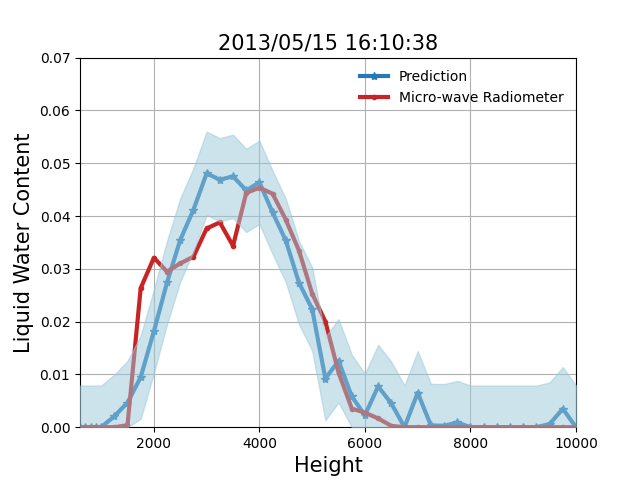 2013/05/15 16:10:38
Prediction
Micro-wave Radiometer
Liquid Water Content
0.07
0.06
0.05
0.04
0.03
0.02
0.01
0.00
2000 4000 6000 8000 10000
Height